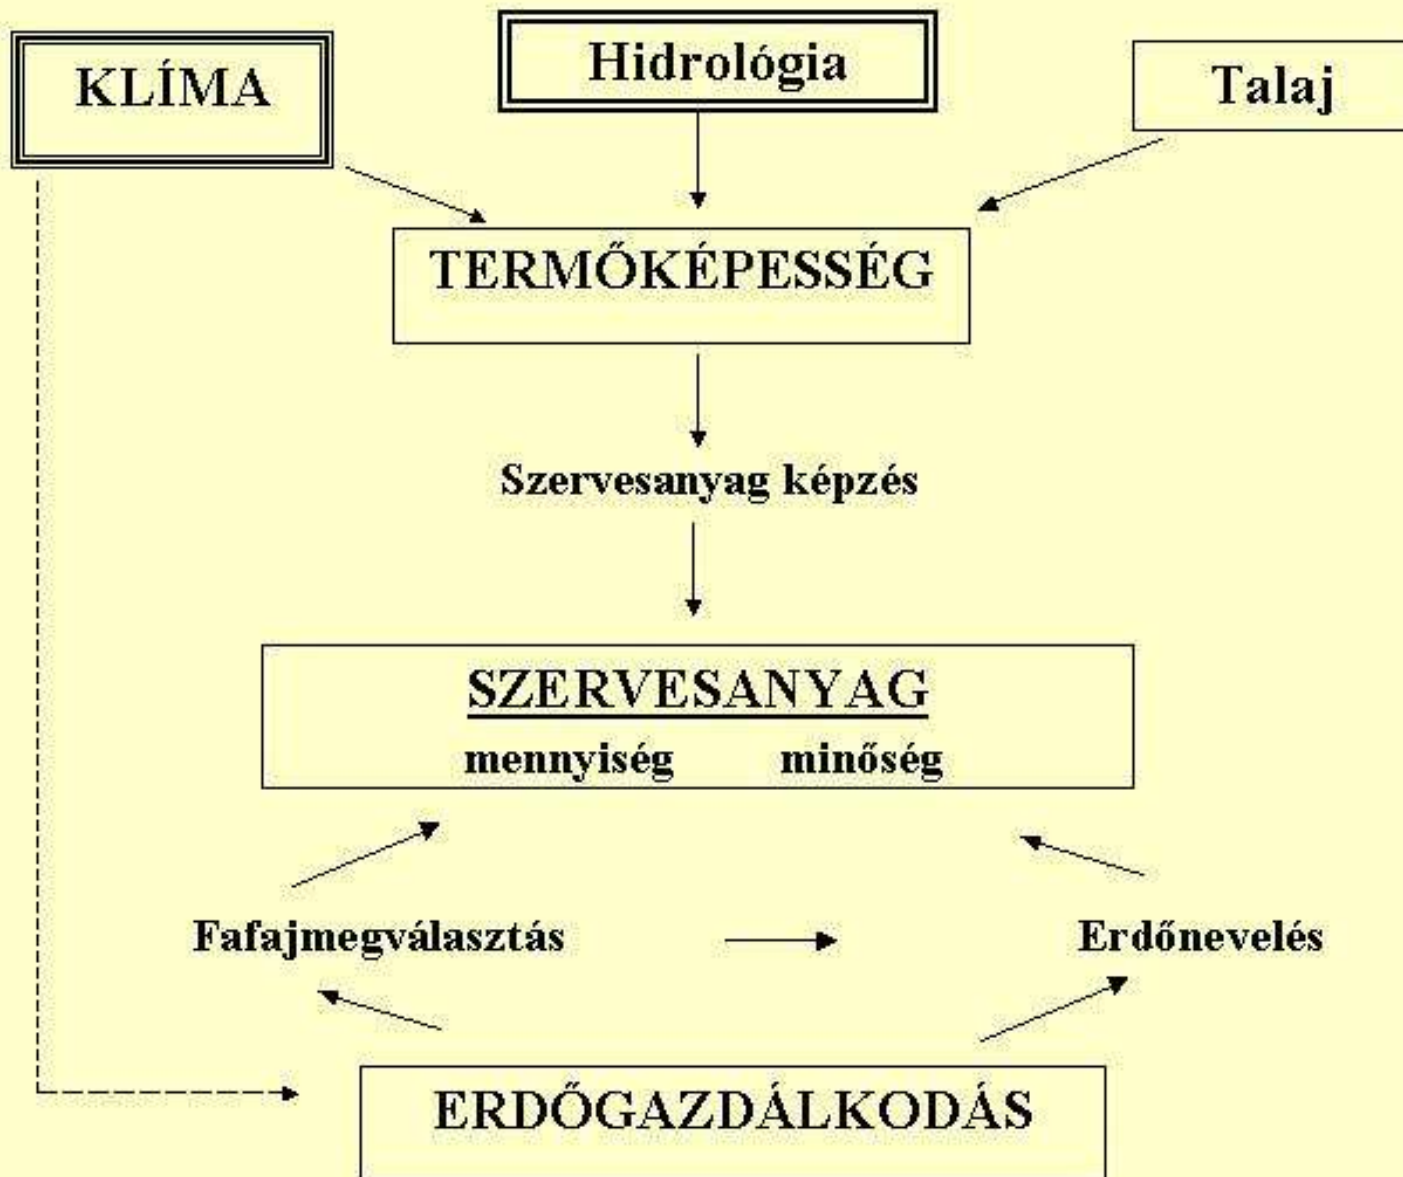 KLÍMA
Hidrológia
Talaj
TERMŐKÉPESSÉG
Szervesanyag képzés
SZERVESANYAG
mennyiség minőség
Fafajmegválasztás
Erdőnevelés
ERDŐGAZDÁLKODÁS